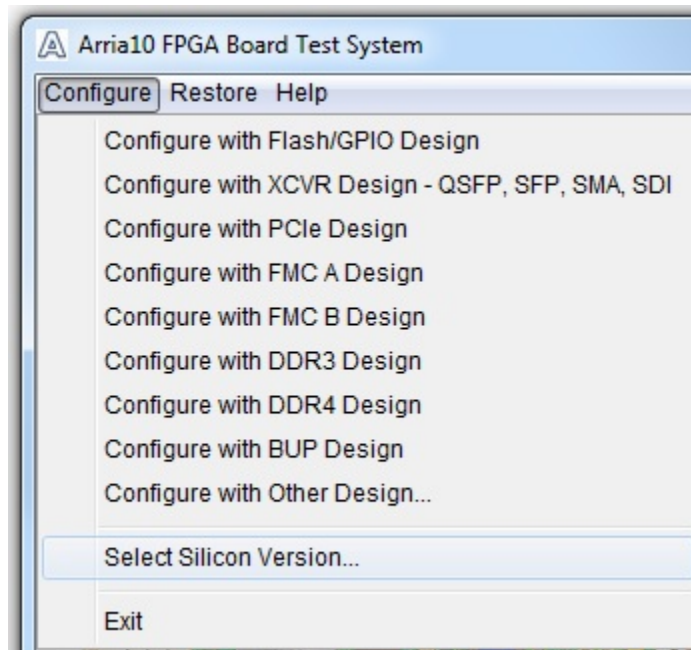 Arria10 FPGA Board Test System
Configure Restore Help
Configure with Flash/GPIO Design
Configure with XCVR Design - QSFP, SFP, SMA, SDI
Configure with PCIe Design
Configure with FMC A Design
Configure with FMC B Design
Configure with DDR3 Design
Configure with DDR4 Design
Configure with BUP Design
Configure with Other Design...
Select Silicon Version...
Exit